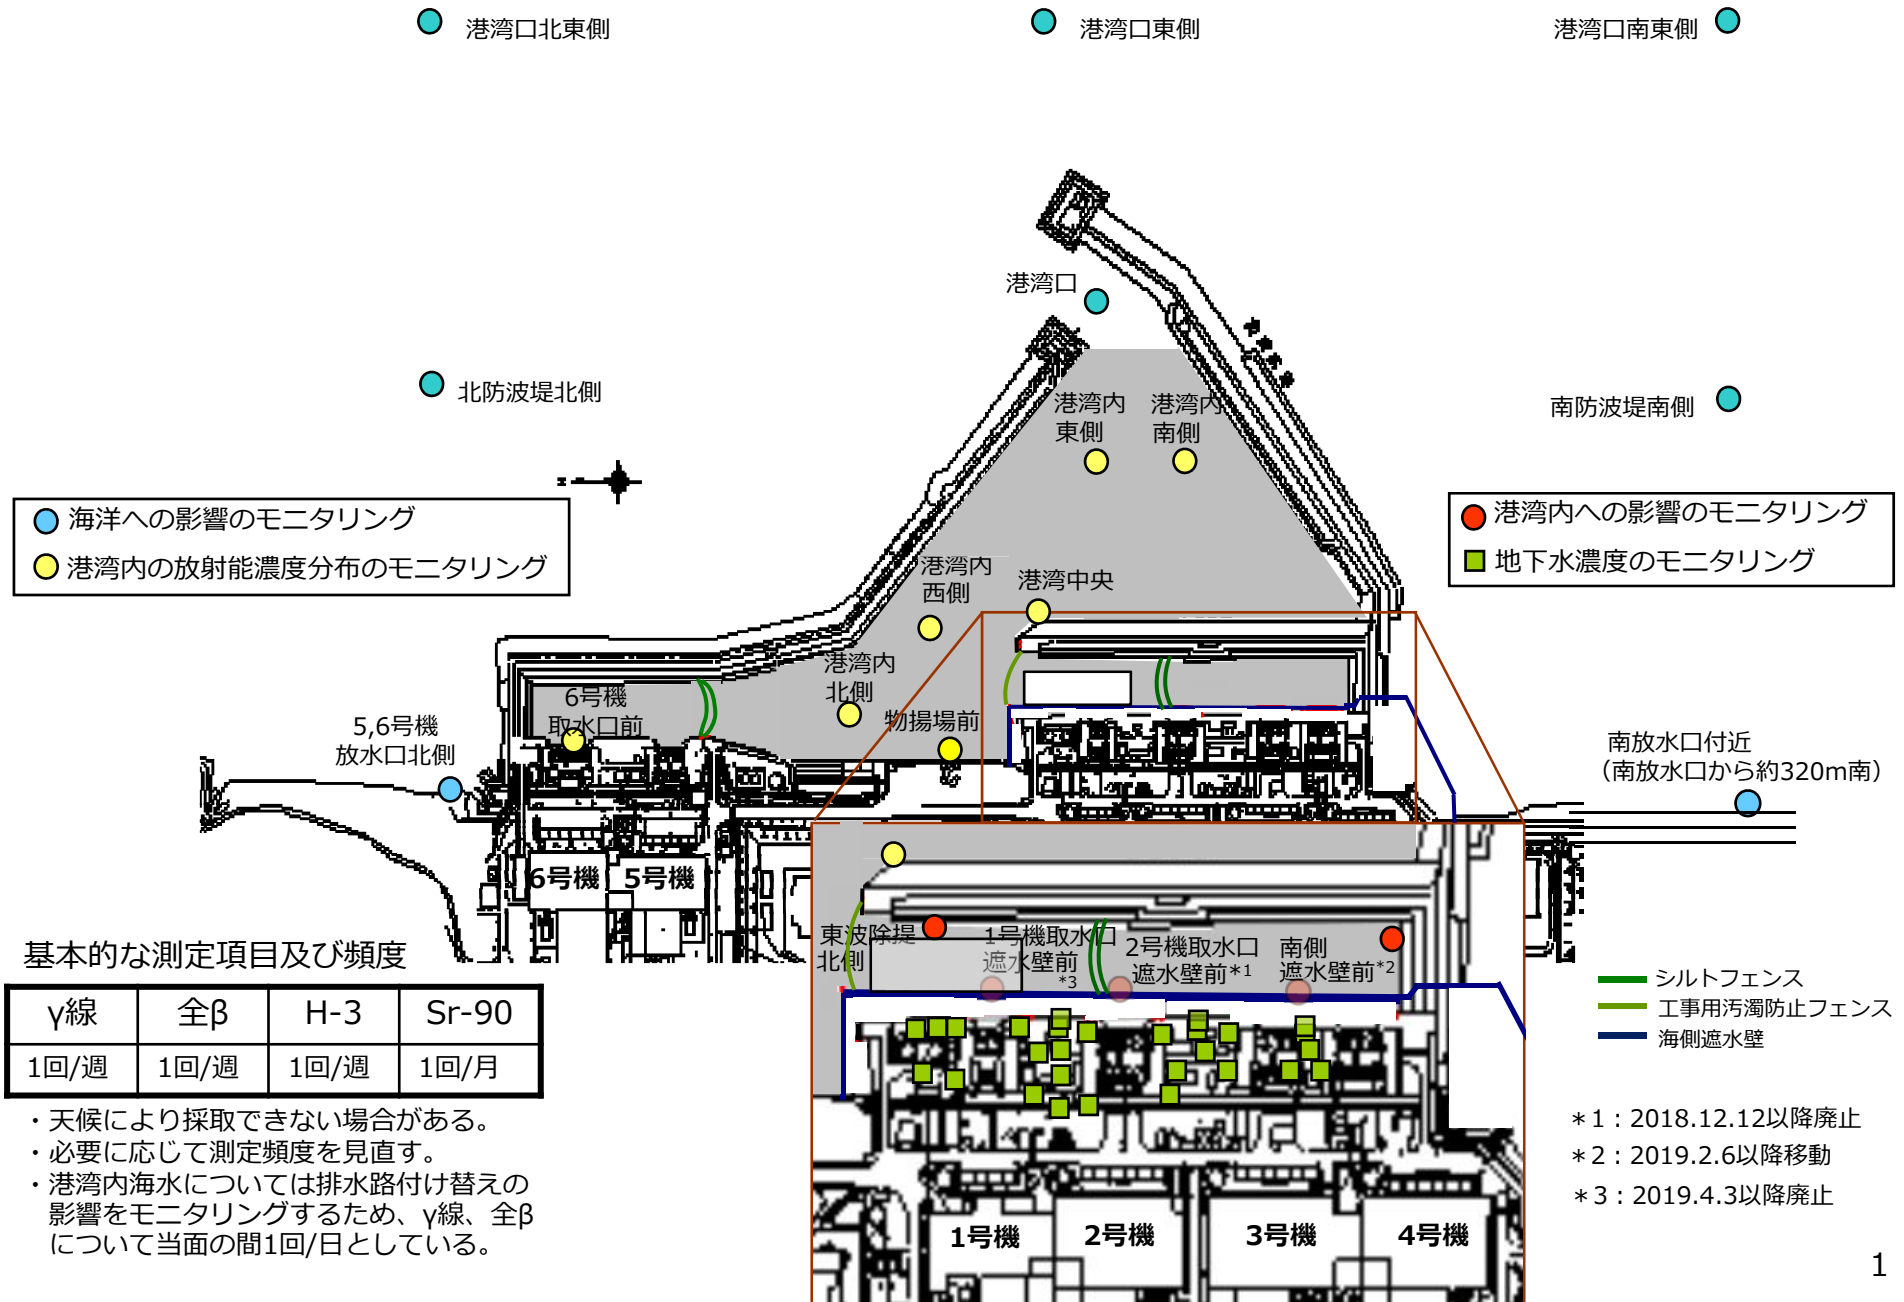 港湾口北東側
港湾口東側
港湾口南東側
港湾口
北防波堤北側
港湾内
東側
港湾内
南側
南防波堤南側
海洋への影響のモニタリング
港湾内の放射能濃度分布のモニタリング
港湾内への影響のモニタリング
地下水濃度のモニタリング
港湾内
西側
港湾中央
港湾内
北側
6号機
取水口前
物揚場前
5,6号機
放水口北側
南放水口付近
（南放水口から約320m南）
6号機
5号機
東波除堤
北側
1号機取水口
遮水壁前
*3
2号機取水口
遮水壁前*1
南側
遮水壁前*2
基本的な測定項目及び頻度
γ線 全β H-3 Sr-90
1回/週 1回/週 1回/週 1回/月
・天候により採取できない場合がある。
・必要に応じて測定頻度を見直す。
・港湾内海水については排水路付け替えの
影響をモニタリングするため、γ線、全β
について当面の間1回/日としている。
シルトフェンス
工事用汚濁防止フェンス
海側遮水壁
＊1：2018.12.12以降廃止
＊2：2019.2.6以降移動
＊3：2019.4.3以降廃止
1号機
2号機
3号機
4号機
1